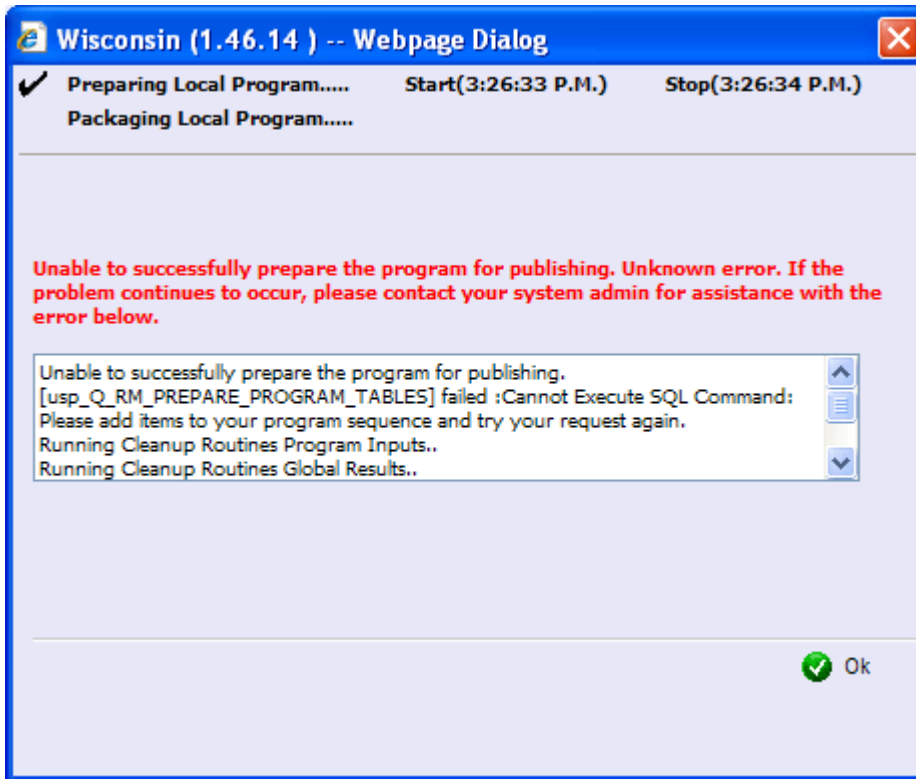 Wisconsin (1.46.14 ) -- Webpage Dialog
Preparing Local Program..... Start(3:26:33 P.M.) Stop(3:26:34 P.M.)
Packaging Local Program.....
Unable to successfully prepare the program for publishing. Unknown error. If the
problem continues to occur, please contact your system admin for assistance with the
error below.
Unable to successfully prepare the program for publishing.
[usp_Q_RM_PREPARE_PROGRAM_TABLES] failed :Cannot Execute SQL Command:
Please add items to your program sequence and try your request again.
Running Cleanup Routines Program Inputs..
Running Cleanup Routines Global Results..
Ok